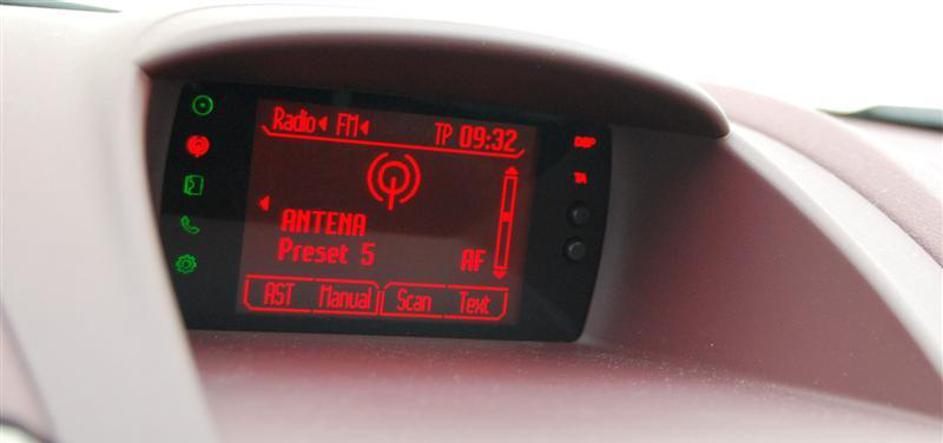 Radio FM TP 09:32
DSP
TA
ANTENA
Preset 5 AF
AST Manual Scan Text